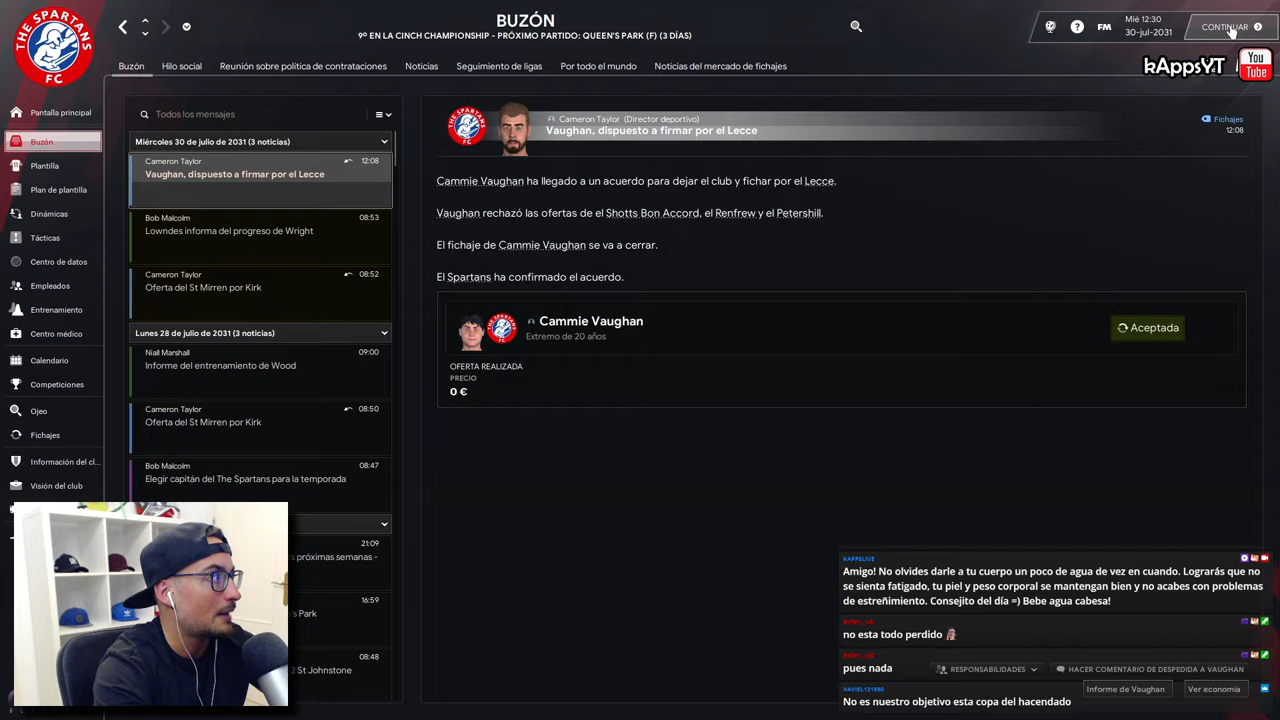 THE SPARTANS
FC
BUZÓN
9º EN LA CINCH CHAMPIONSHIP - PRÓXIMO PARTIDO: QUEEN'S PARK (F) (3 DÍAS)
FM
Mié 12:30
30-jul-2031
CONTINUAR
kAppsYT
You
Tube
Buzón
Hilo social
Reunión sobre política de contrataciones
Noticias
Seguimiento de ligas
Por todo el mundo
Noticias del mercado de fichajes
Pantalla principal
Buzón
Plantilla
Plan de plantilla
Dinámicas
Tácticas
Centro de datos
Empleados
Entrenamiento
Centro médico
Calendario
Competiciones
Ojeo
Fichajes
Información del cl...
Visión del club
Todos los mensajes
Miércoles 30 de julio de 2031 (3 noticias)
Cameron Taylor 12:08
Vaughan, dispuesto a firmar por el Lecce
Bob Malcolm 08:53
Lowndes informa del progreso de Wright
Cameron Taylor 08:52
Oferta del St Mirren por Kirk
Lunes 28 de julio de 2031 (3 noticias)
Niall Marshall 09:00
Informe del entrenamiento de Wood
Cameron Taylor 08:50
Oferta del St Mirren por Kirk
Bob Malcolm 08:47
Elegir capitán del The Spartans para la temporada
21:09
próximas semanas -
16:59
's Park
08:48
2 St Johnstone
Cameron Taylor (Director deportivo)
Vaughan, dispuesto a firmar por el Lecce
Fichajes
12:08
Cammie Vaughan ha llegado a un acuerdo para dejar el club y fichar por el Lecce.
Vaughan rechazó las ofertas de el Shotts Bon Accord, el Renfrew y el Petershill.
El fichaje de Cammie Vaughan se va a cerrar.
El Spartans ha confirmado el acuerdo.
Cammie Vaughan
Extremo de 20 años
Aceptada
OFERTA REALIZADA
PRECIO
0 €
KAPPSLIVE
Amigo! No olvides darle a tu cuerpo un poco de agua de vez en cuando. Lograrás que no
se sienta fatigado, tu piel y peso corporal se mantengan bien y no acabes con problemas
de estreñimiento. Consejito del día =) Bebe agua cabesa!
no esta todo perdido
pues nada
RESPONSABILIDADES
HACER COMENTARIO DE DESPEDIDA A VAUGHAN
XAVIEL131980
No es nuestro objetivo esta copa del hacendado
Informe de Vaughan
Ver economía